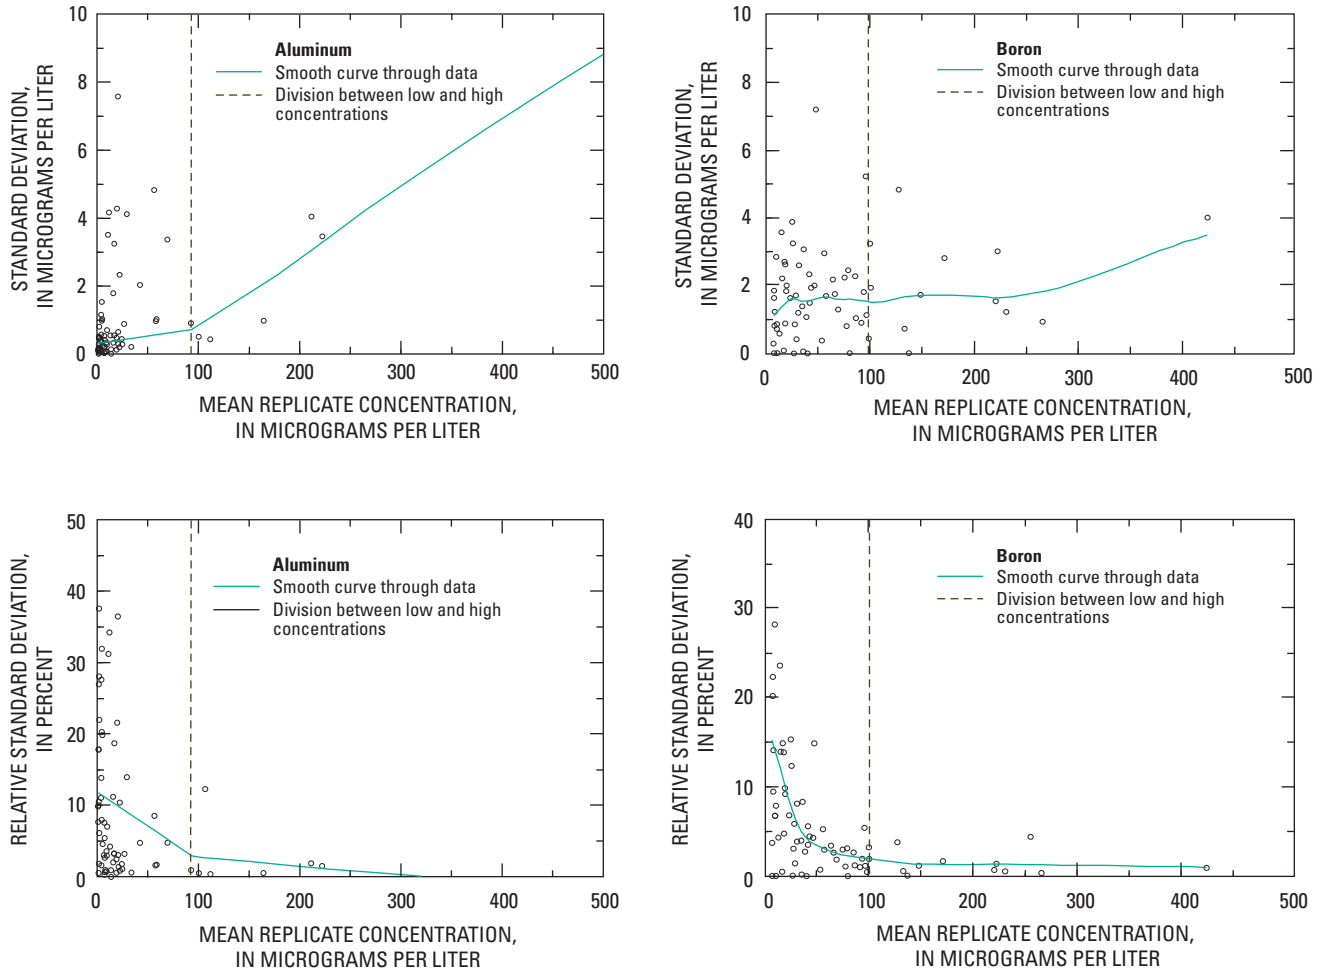 STANDARD DEVIATION,
IN MICROGRAMS PER LITER
10
8
6
4
2
0
Aluminum
Smooth curve through data
Division between low and high
concentrations
0 100 200 300 400 500
MEAN REPLICATE CONCENTRATION,
IN MICROGRAMS PER LITER
STANDARD DEVIATION,
IN MICROGRAMS PER LITER
10
8
6
4
2
0
Boron
Smooth curve through data
Division between low and high
concentrations
0 100 200 300 400 500
MEAN REPLICATE CONCENTRATION,
IN MICROGRAMS PER LITER
RELATIVE STANDARD DEVIATION,
IN PERCENT
50
40
30
20
10
0
Aluminum
Smooth curve through data
Division between low and high
concentrations
0 100 200 300 400 500
MEAN REPLICATE CONCENTRATION,
IN MICROGRAMS PER LITER
RELATIVE STANDARD DEVIATION,
IN PERCENT
40
30
20
10
0
Boron
Smooth curve through data
Division between low and high
concentrations
0 100 200 300 400 500
MEAN REPLICATE CONCENTRATION,
IN MICROGRAMS PER LITER